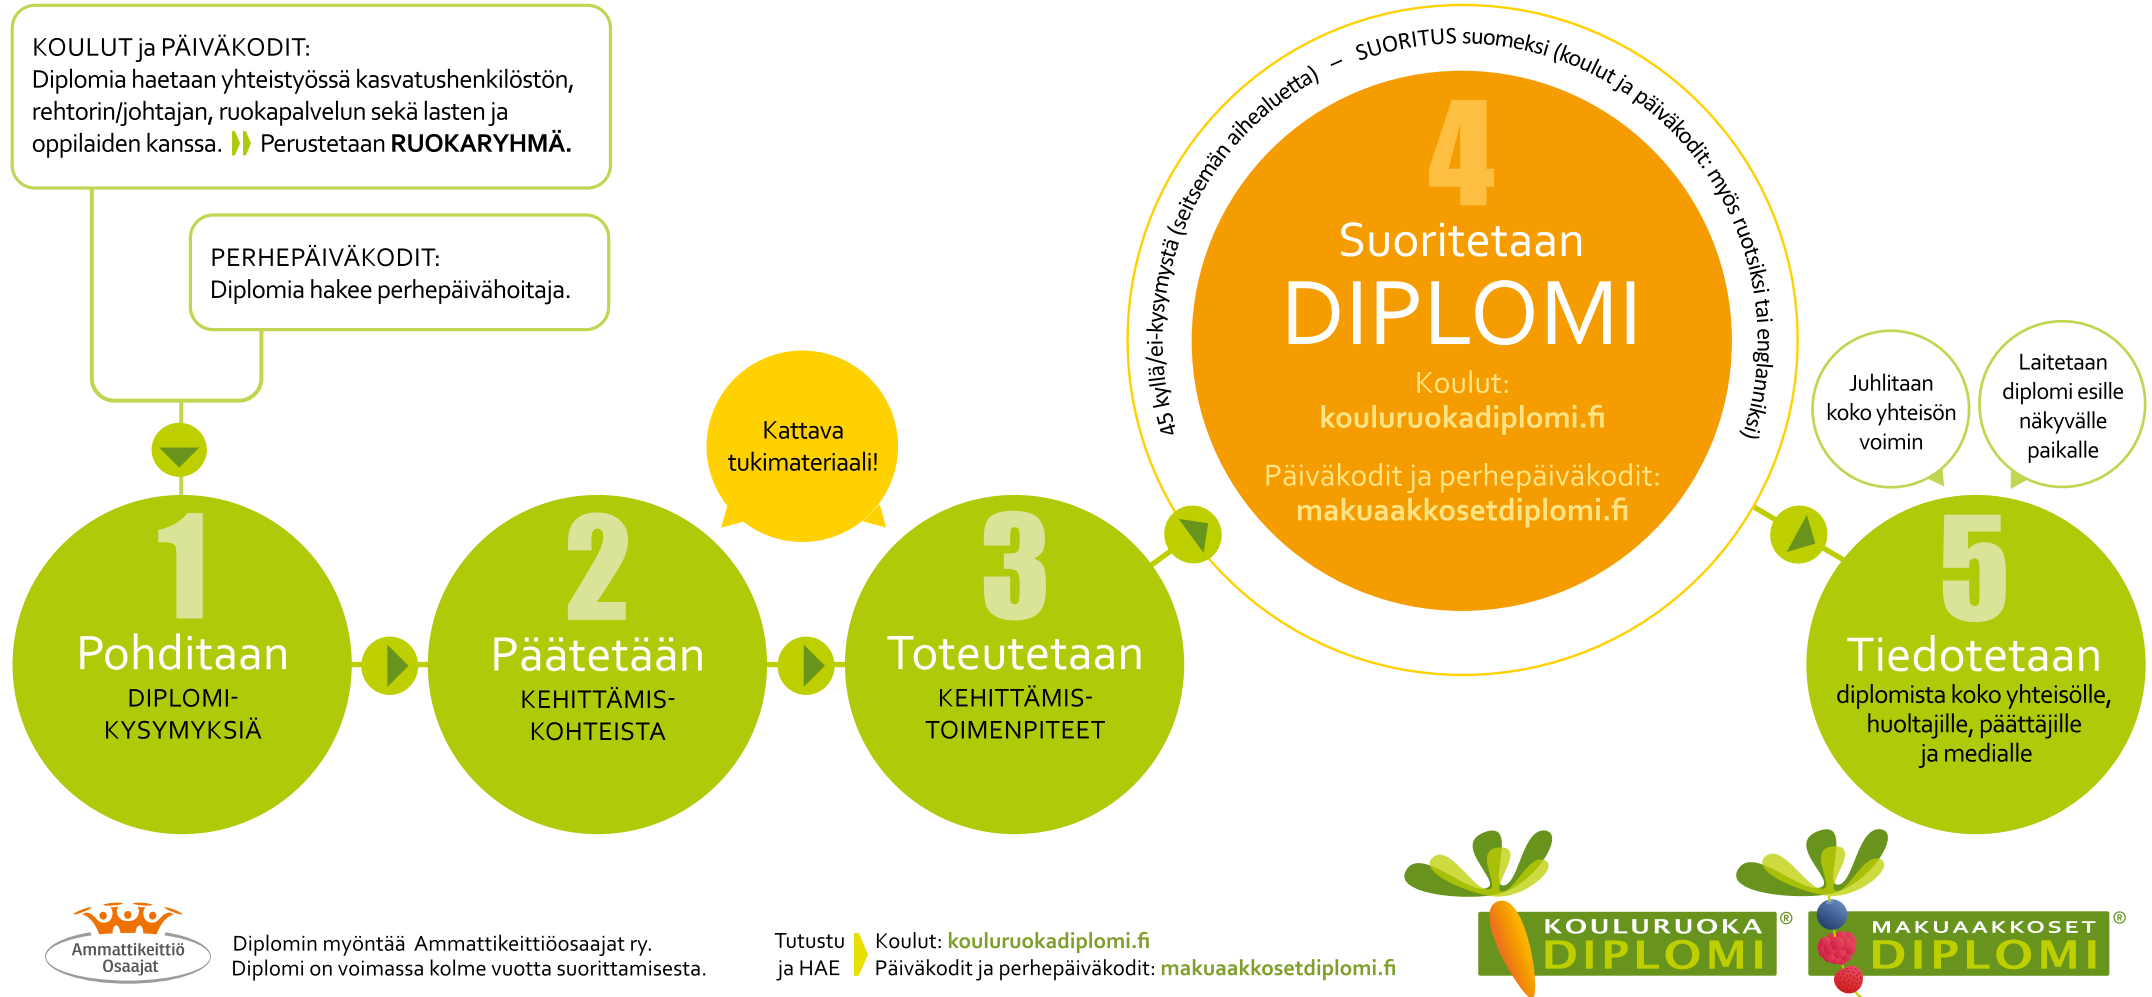 KOULUT ja PÄIVÄKODIT:
Diplomia haetaan yhteistyössä kasvatushenkilöstön,
rehtorin/johtajan, ruokapalvelun sekä lasten ja
oppilaiden kanssa. Perustetaan RUOKARYHMÄ.
PERHEPÄIVÄKODIT:
Diplomia hakee perhepäivähoitaja.
1
Pohditaan
DIPLOMI-
KYSYMYKSIÄ
2
Päätetään
KEHITTÄMIS-
KOHTEISTA
Kattava
tukimateriaali!
3
Toteutetaan
KEHITTÄMIS-
TOIMENPITEET
45 kyllä/ei-kysymystä (seitsemän aihealuetta) – SUORITUS suomeksi (koulut ja päiväkodit: myös ruotsiksi tai englanniksi)
4
Suoritetaan
DIPLOMI
Koulut:
kouluruokadiplomi.fi
Päiväkodit ja perhepäiväkodit:
makuaakkosetdiplomi.fi
Juhlitaan
koko yhteisön
voimin
Laitetaan
diplomi esille
näkyvälle
paikalle
5
Tiedotetaan
diplomista koko yhteisölle,
huoltajille, päättäjille
ja medialle
Ammattikeittiö
Osaajat
Diplomin myöntää Ammattikeittiöosaajat ry.
Diplomi on voimassa kolme vuotta suorittamisesta.
Tutustu
ja HAE
Koulut: kouluruokadiplomi.fi
Päiväkodit ja perhepäiväkodit: makuaakkosetdiplomi.fi
KOULURUOKA
DIPLOMI ®
MAKUAAKKOSET
DIPLOMI ®